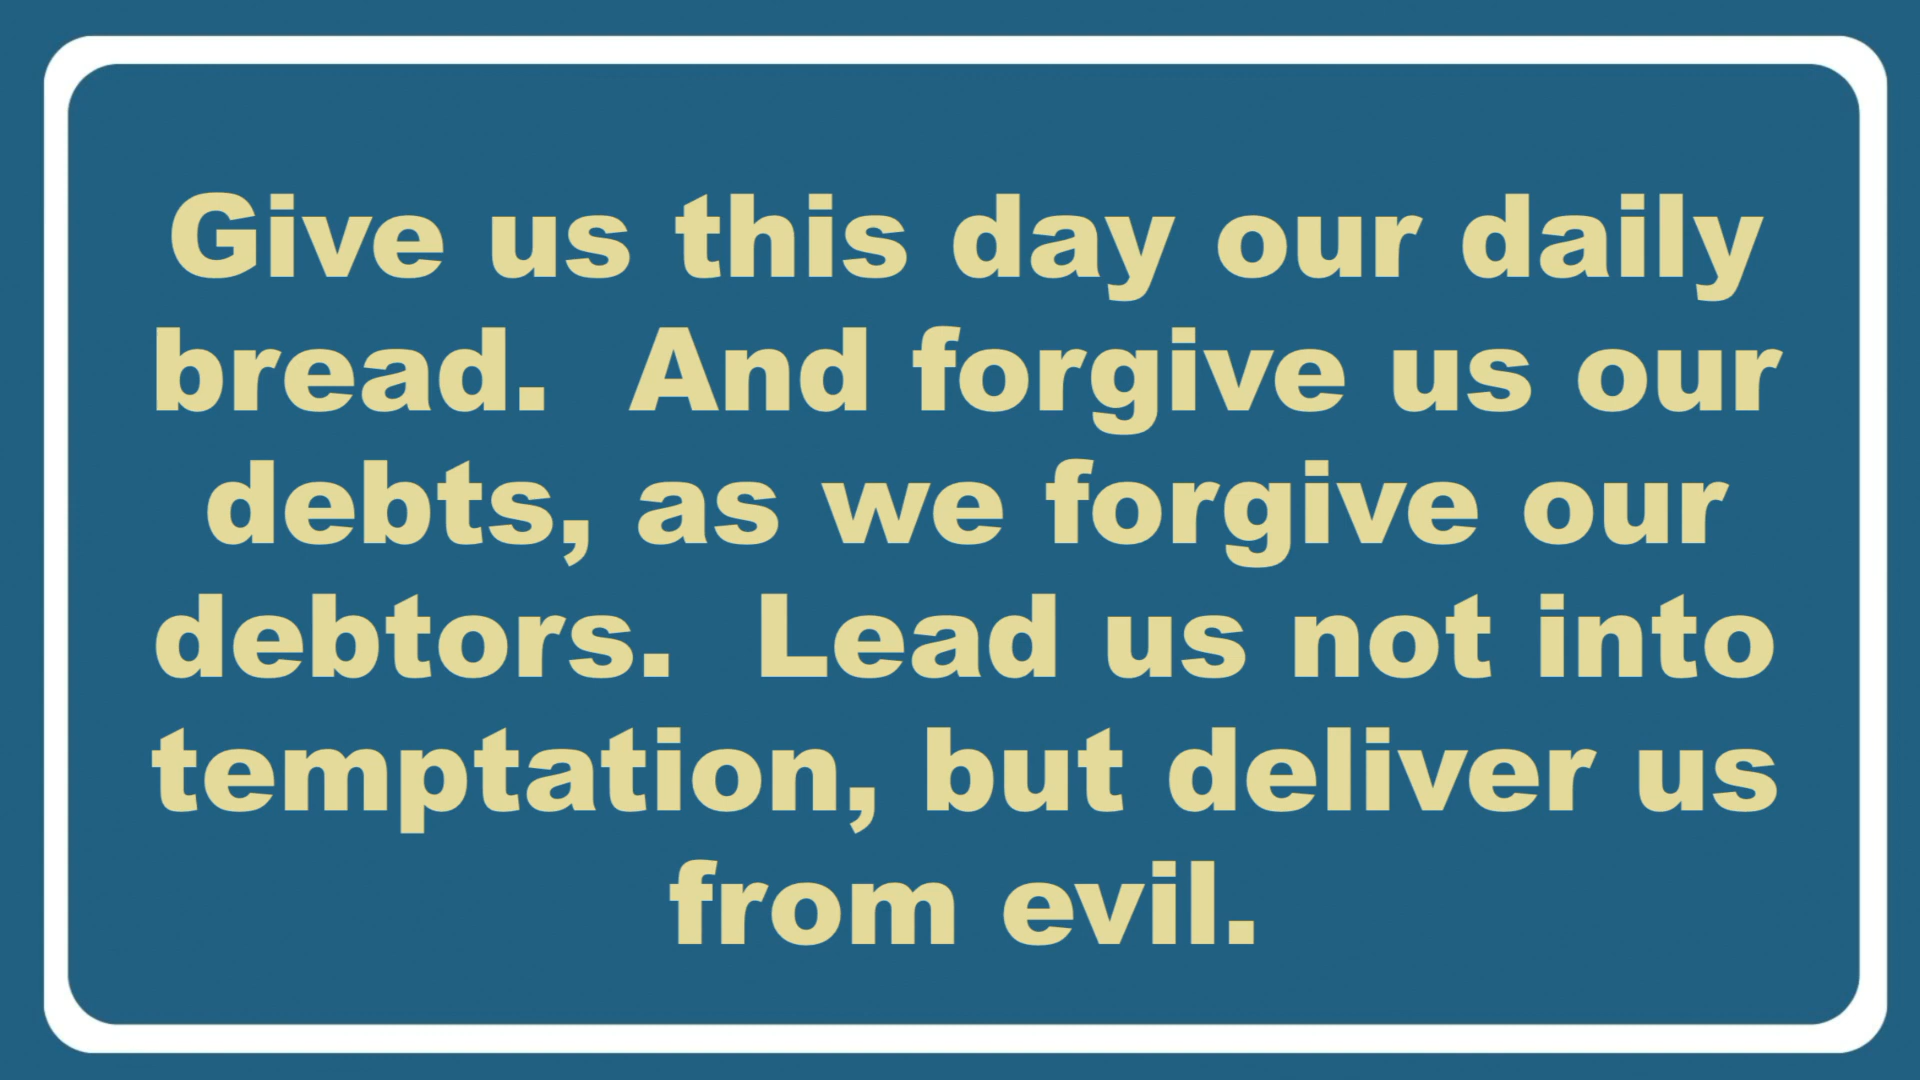 Give us this day our daily
bread.  And forgive us our
debts, as we forgive our
debtors.  Lead us not into
temptation, but deliver us
from evil.